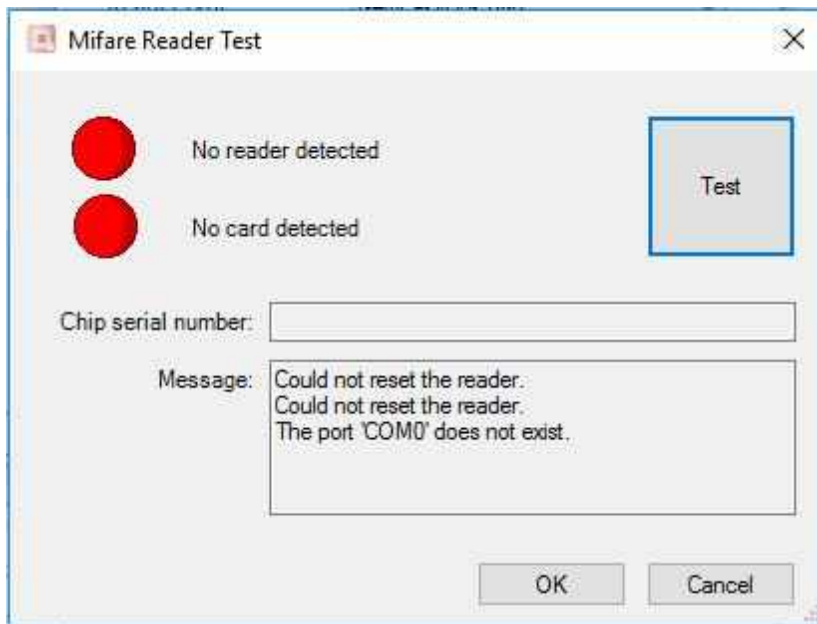 Mifare Reader Test
No reader detected
Test
No card detected
Chip serial number:
Message:
Could not reset the reader.
Could not reset the reader.
The port 'COM0' does not exist.
OK
Cancel